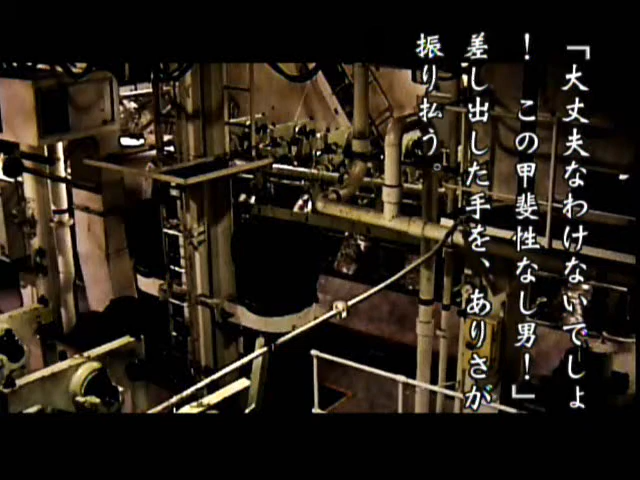 「大丈夫なわけないでしょ
！　この甲斐性なし男！」
差し出した手を、ありさが
振り払う。